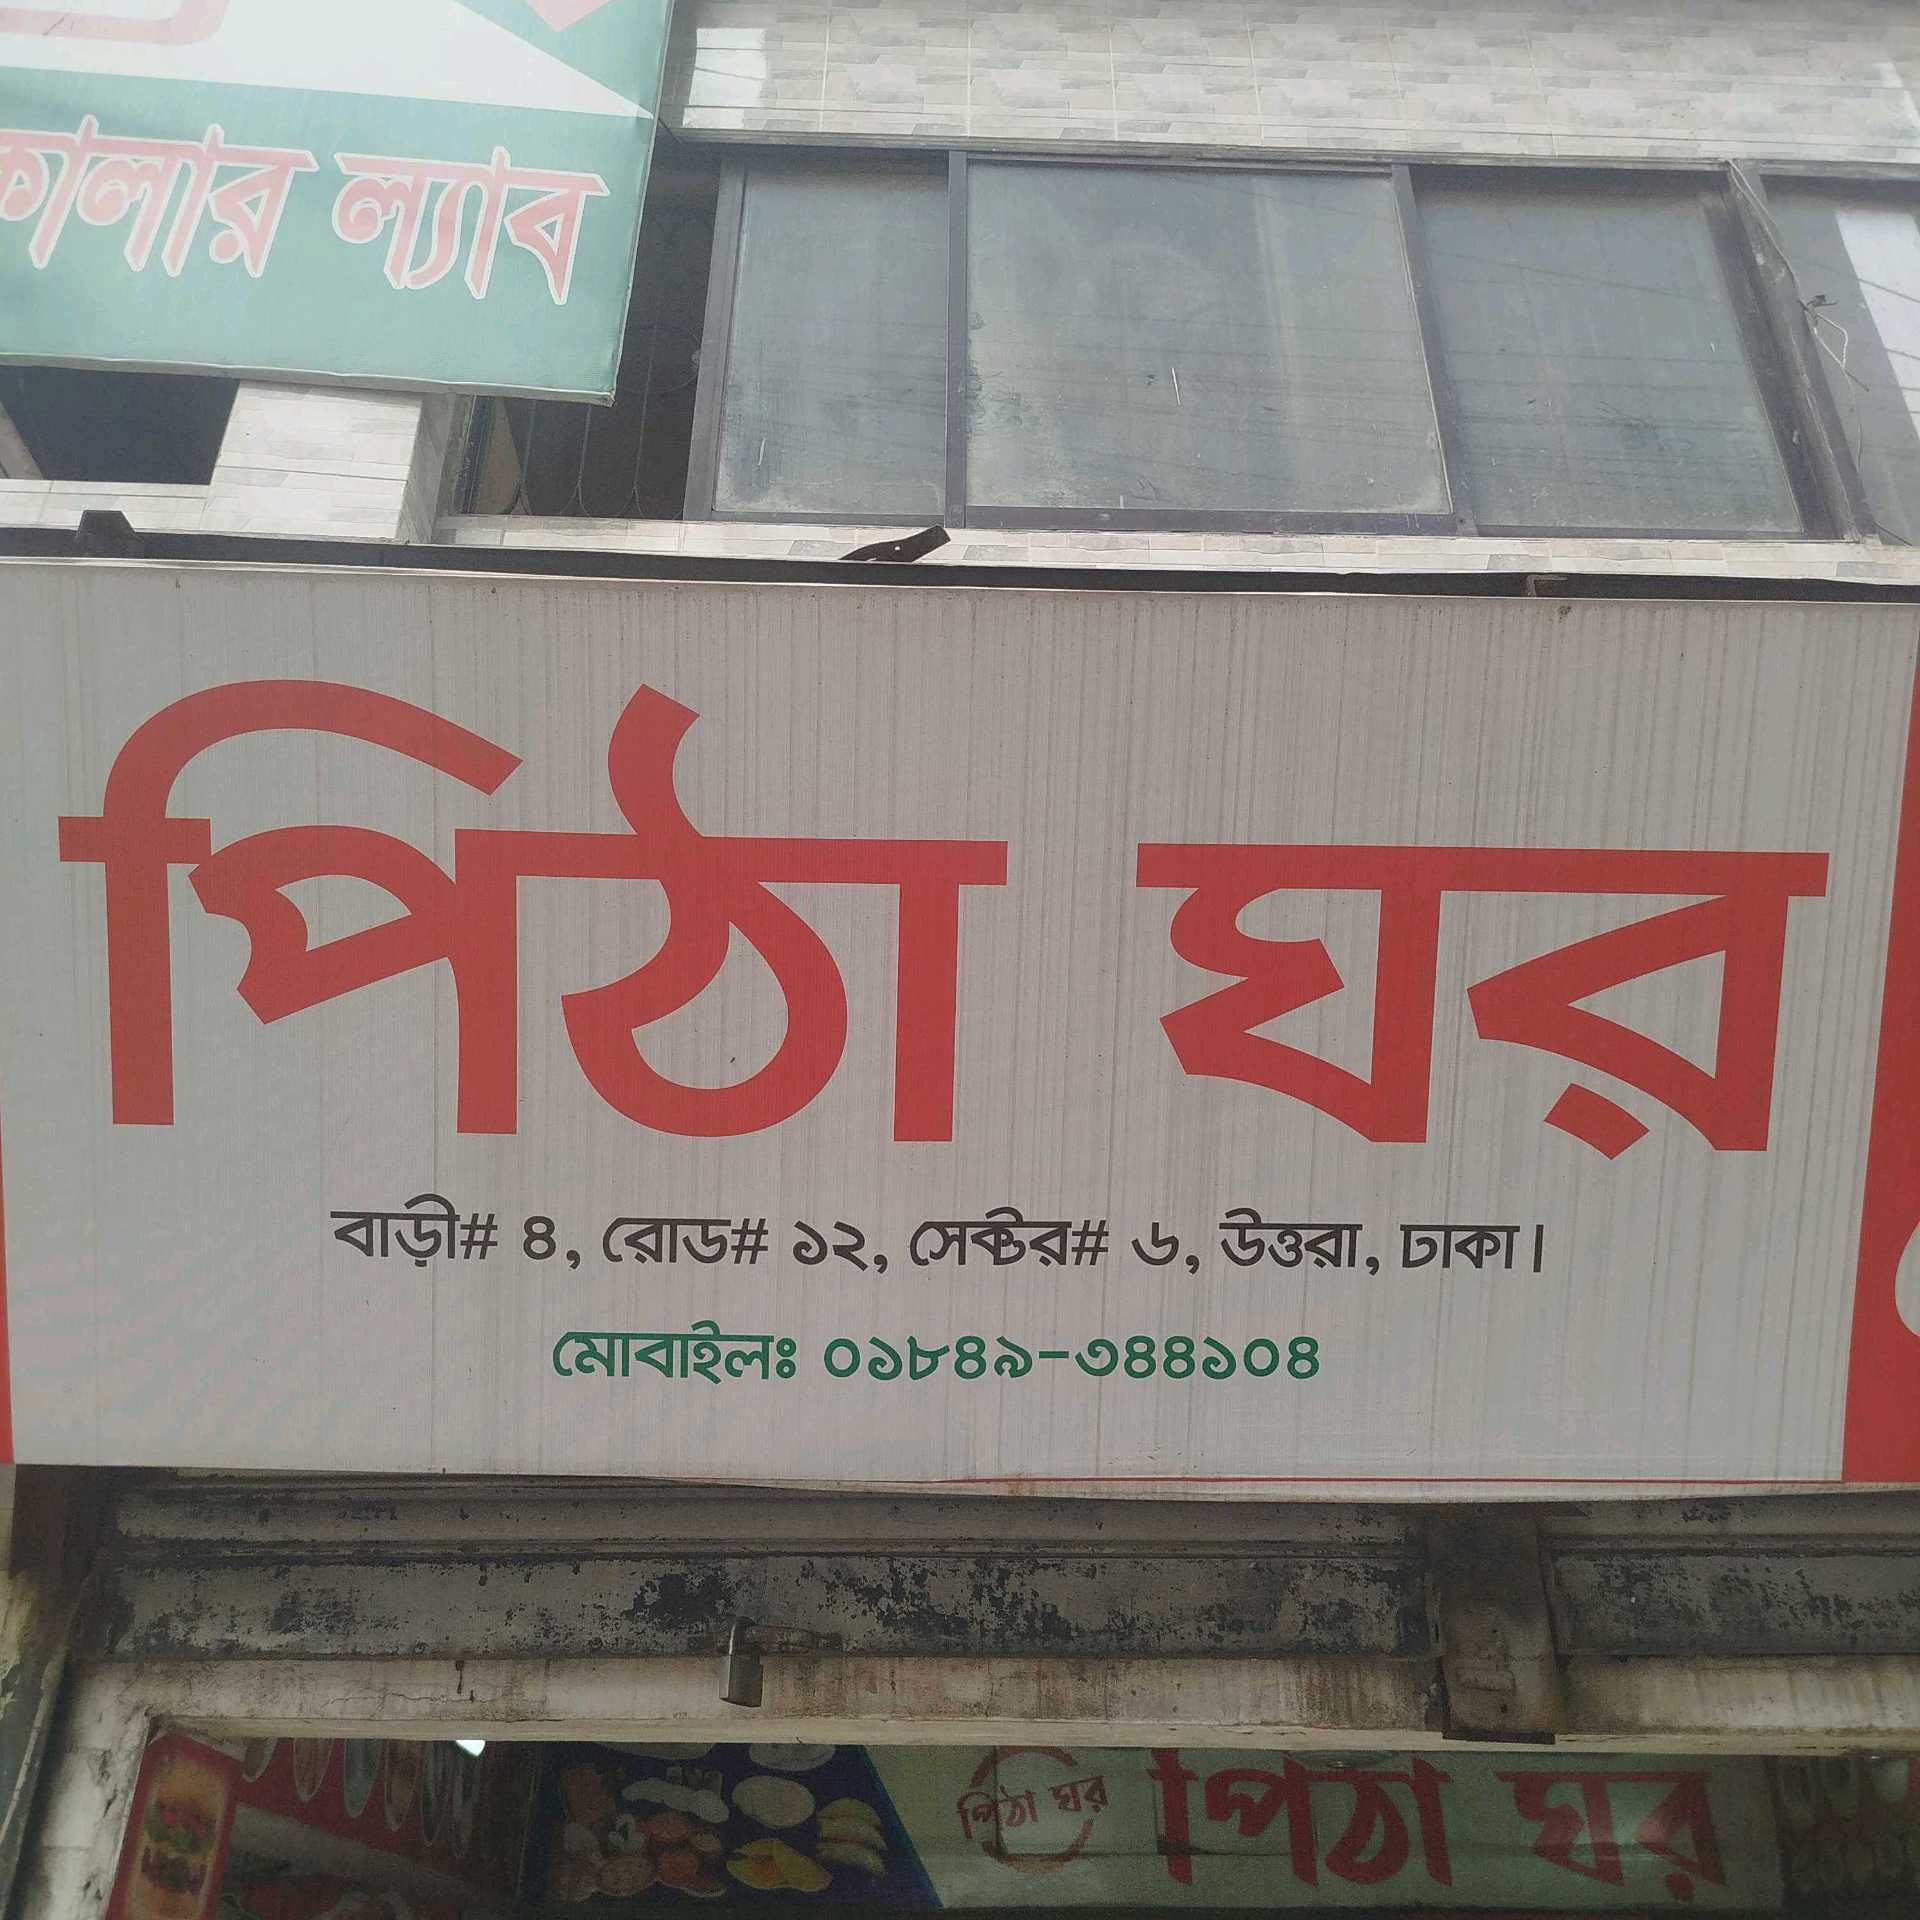 কালার ল্যাব
পিঠা ঘর
বাড়ী# ৪, রোড# ১২, সেক্টর# ৬, উত্তরা, ঢাকা।
মোবাইলঃ ০১৮৪৯-৩৪৪১০৪
পিঠা ঘর
পিঠা ঘর